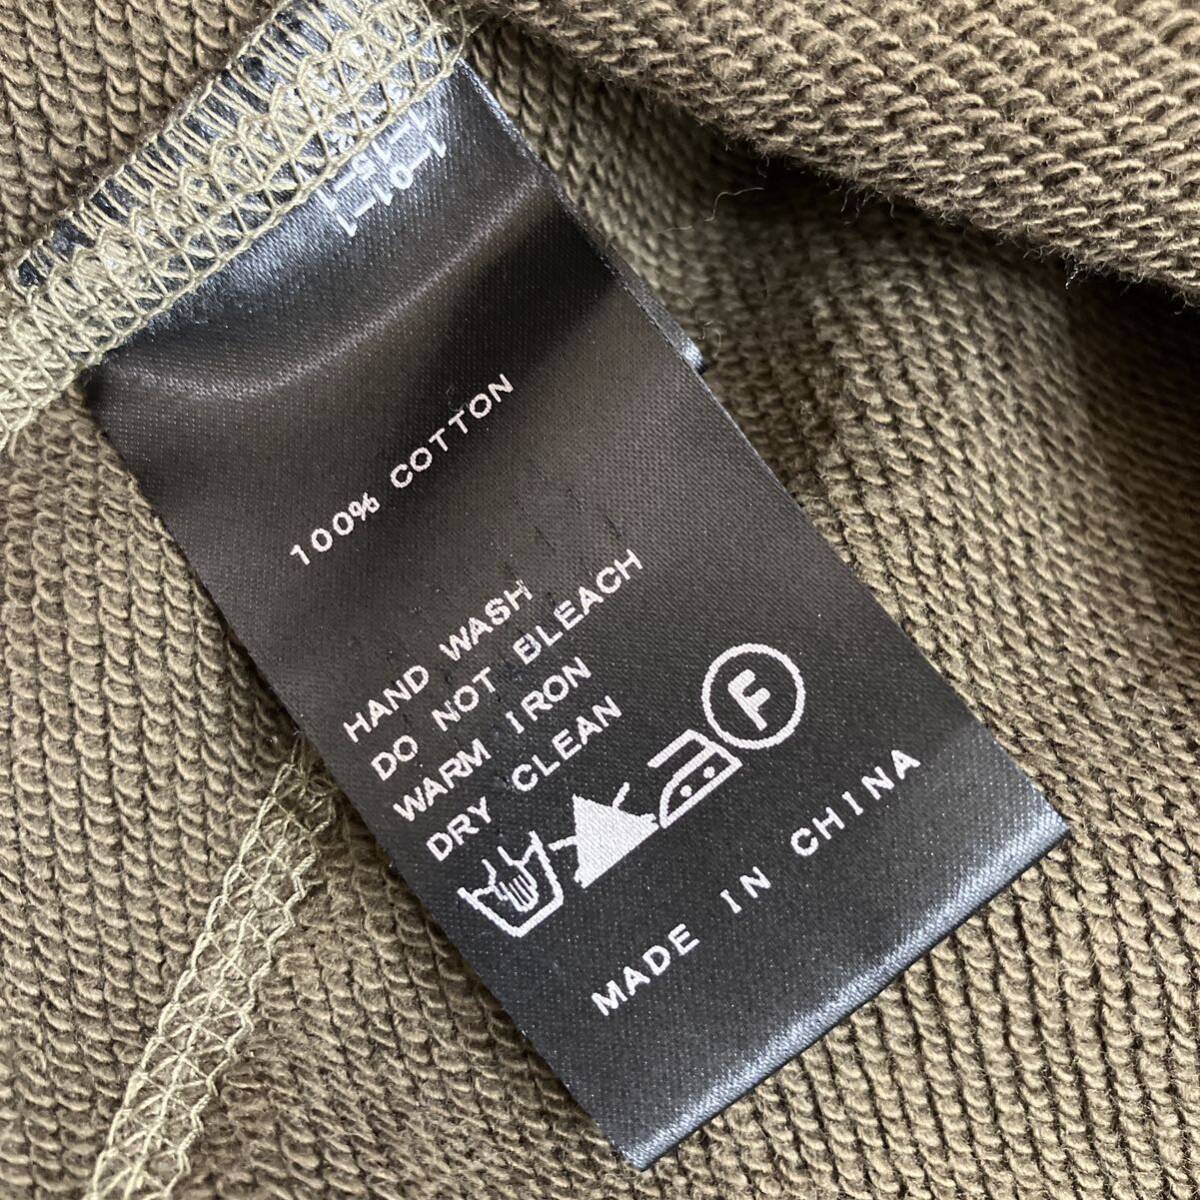 100% COTTON
HAND WASH
DO NOT BLEACH
WARM IRON
DRY CLEAN
F
MADE IN CHINA